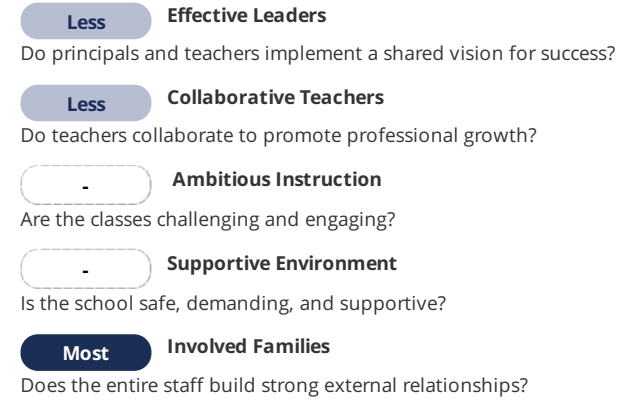 Less Effective Leaders
Do principals and teachers implement a shared vision for success?
Less Collaborative Teachers
Do teachers collaborate to promote professional growth?
- Ambitious Instruction
Are the classes challenging and engaging?
- Supportive Environment
Is the school safe, demanding, and supportive?
Most Involved Families
Does the entire staff build strong external relationships?